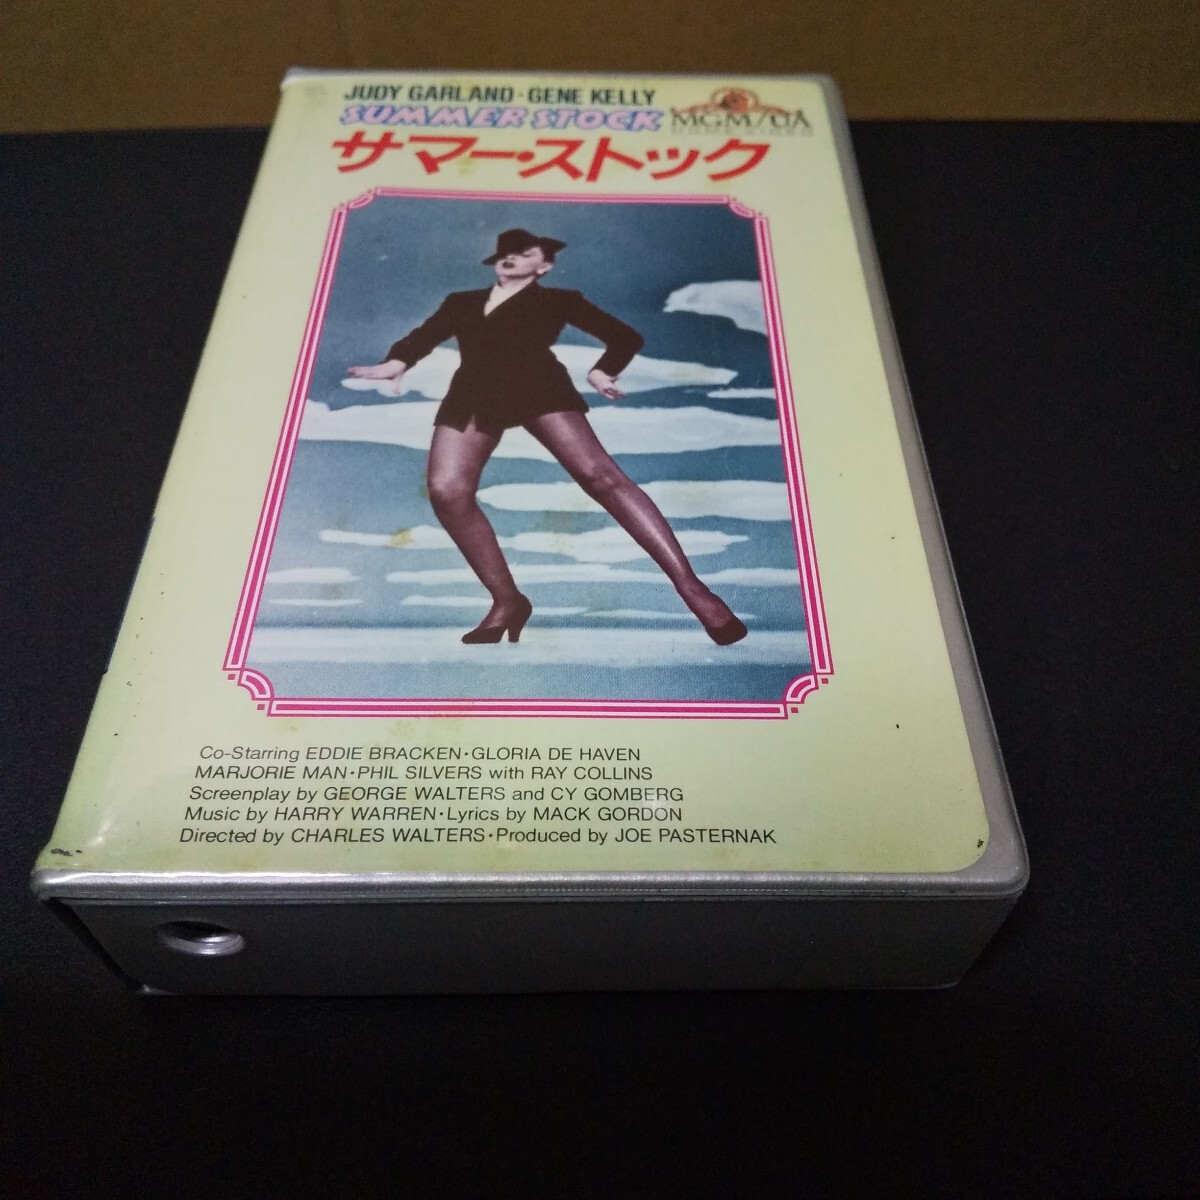 JUDY GARLAND・GENE KELLY
SUMMER STOCK
MGM/UA
HOME VIDEO
サマー・ストック
Co-Starring EDDIE BRACKEN・GLORIA DE HAVEN
MARJORIE MAN・PHIL SILVERS with RAY COLLINS
Screenplay by GEORGE WALTERS and CY GOMBERG
Music by HARRY WARREN・Lyrics by MACK GORDON
Directed by CHARLES WALTERS・Produced by JOE PASTERNAK